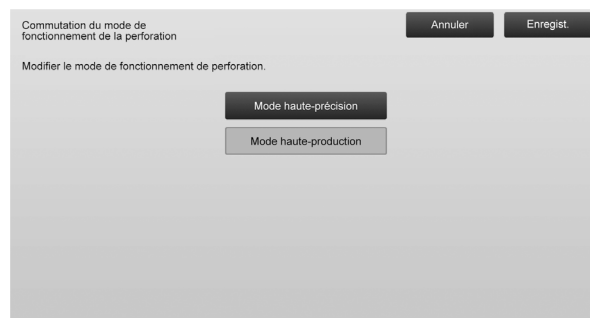 Commutation du mode de
fonctionnement de la perforation
Annuler
Enregist.
Modifier le mode de fonctionnement de perforation.
Mode haute-précision
Mode haute-production